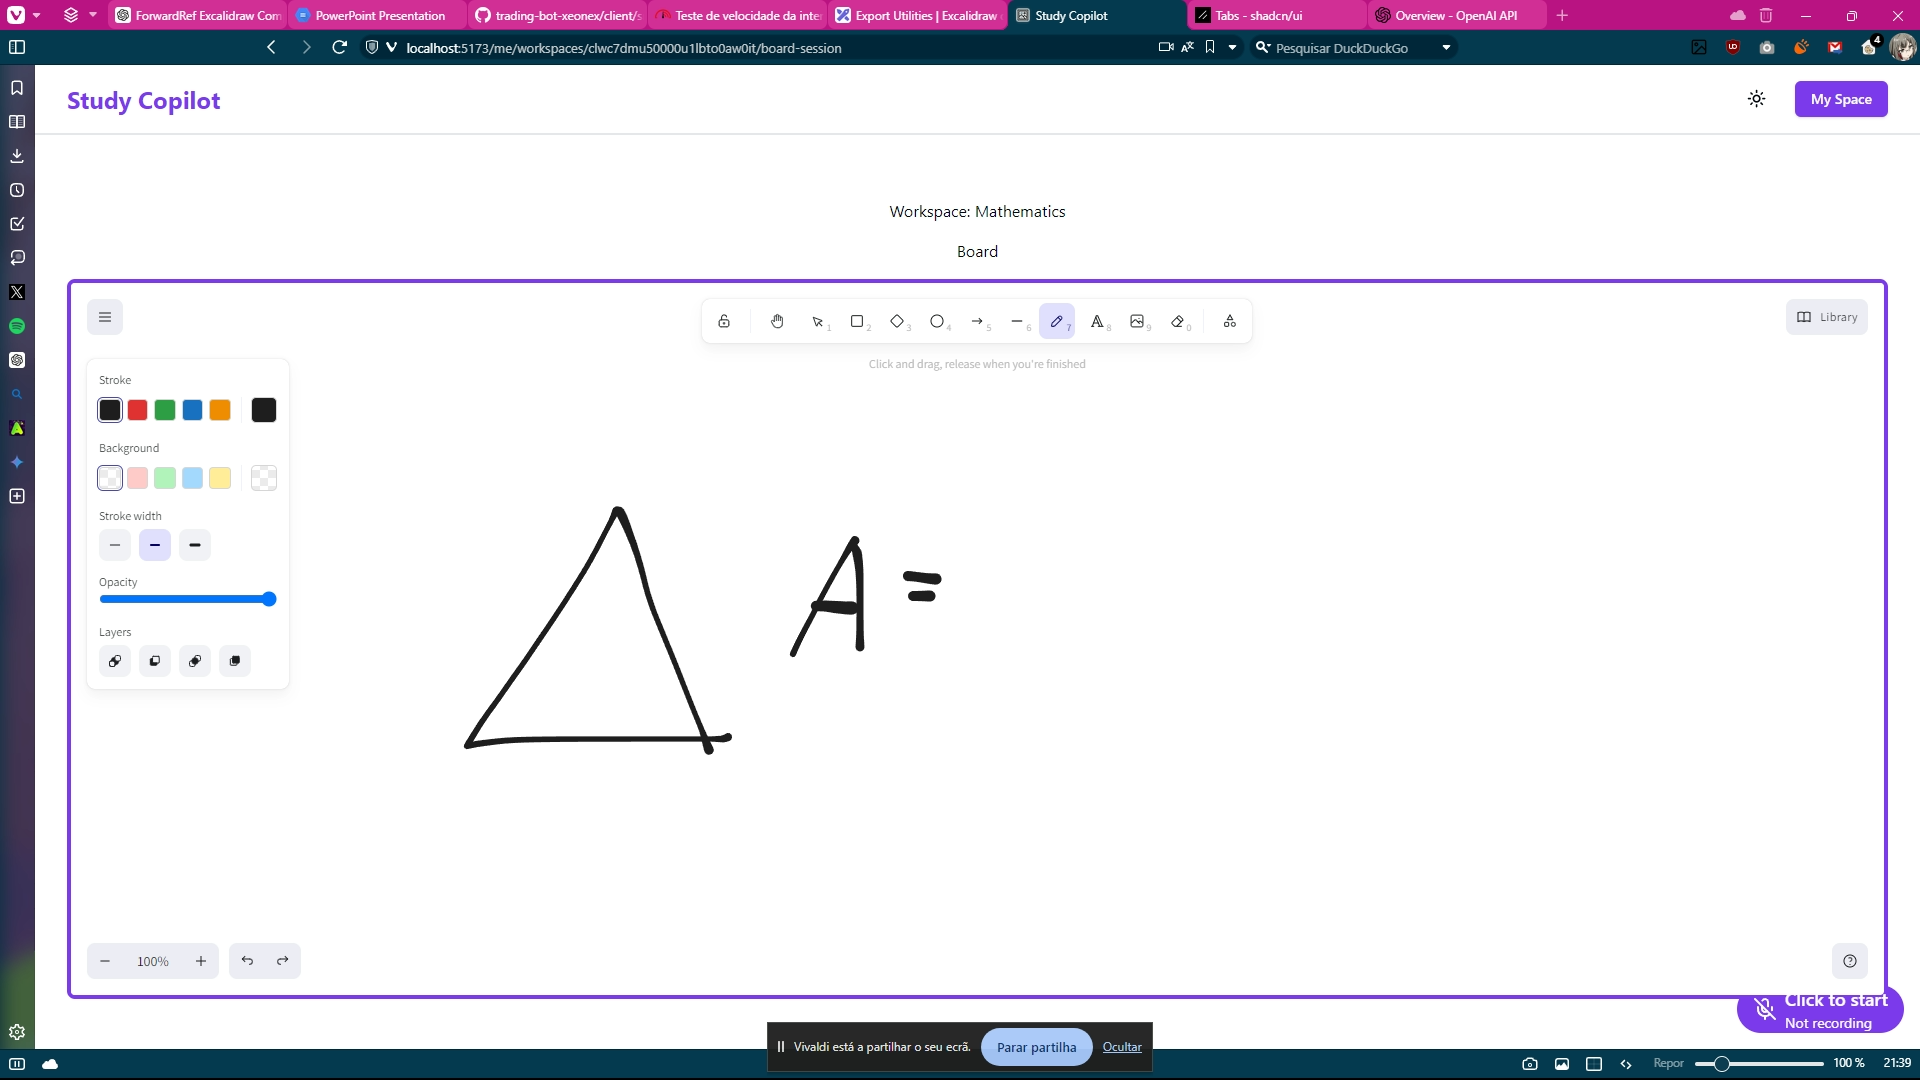 ForwardRef Excalidraw Com
PowerPoint Presentation
trading-bot-xeonex/client/s
Teste de velocidade da inter
Export Utilities | Excalidraw
Study Copilot
Tabs - shadcn/ui
Overview - OpenAI API
localhost:5173/me/workspaces/clwc7dmu50000u1lbto0aw0it/board-session
Pesquisar DuckDuckGo
4
Study Copilot
My Space
Workspace: Mathematics
Board
1 2 3 4 5 6 7 8 9 0
Library
Click and drag, release when you're finished
Stroke
Background
Stroke width
Opacity
Layers
A =
100%
Click to start
Not recording
Vivaldi está a partilhar o seu ecrã.
Parar partilha
Ocultar
Repor
100 %
21:39